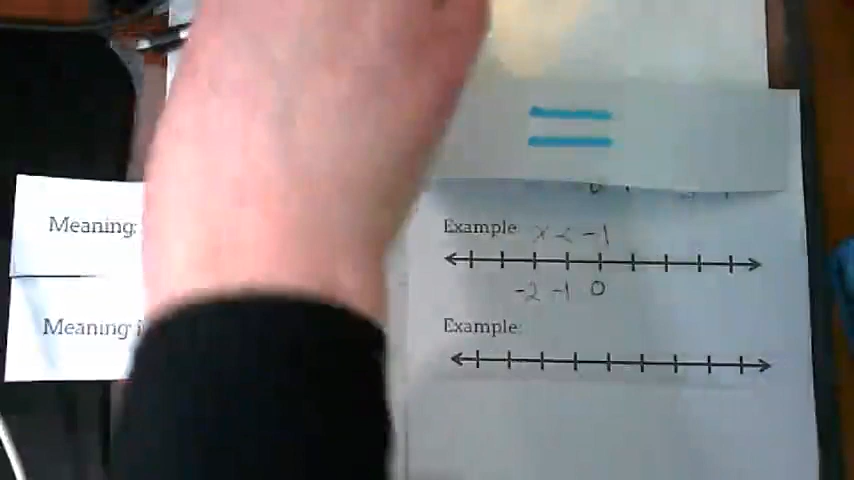 =
Meaning:
Example: x < -1
-2 -1 0
Meaning
Example: